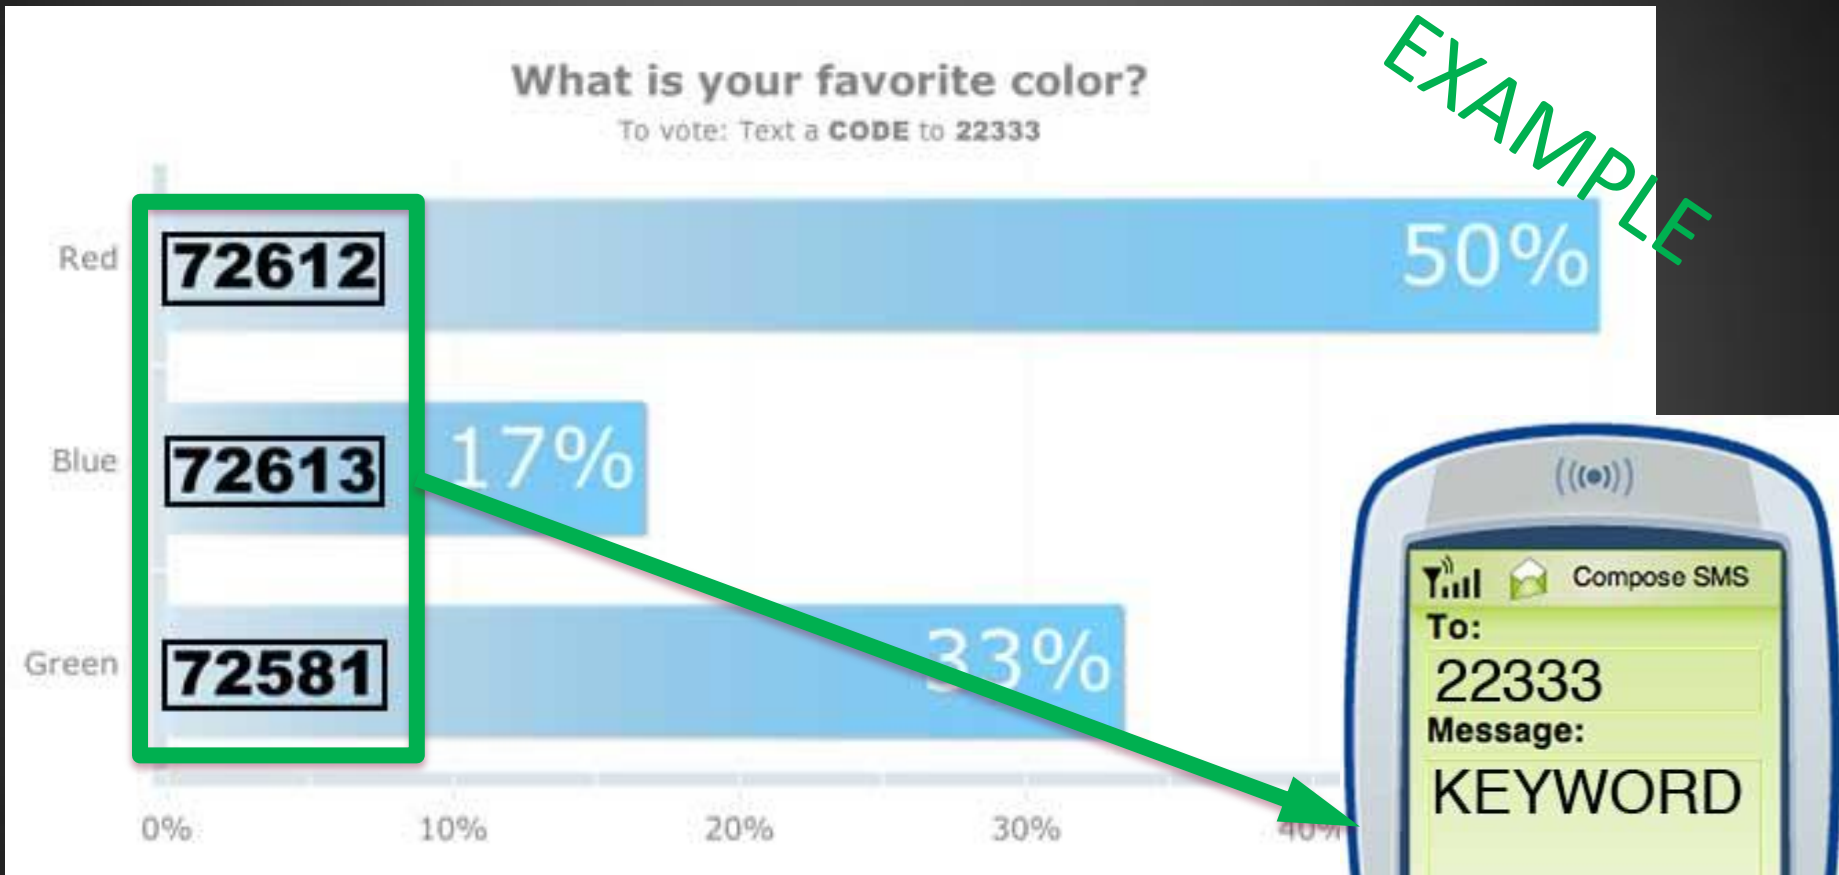 What is your favorite color?
To vote: Text a CODE to 22333
EXAMPLE
Red 72612 50%
Blue 72613 17%
Green 72581 33%
0% 10% 20% 30% 40%
Compose SMS
To:
22333
Message:
KEYWORD